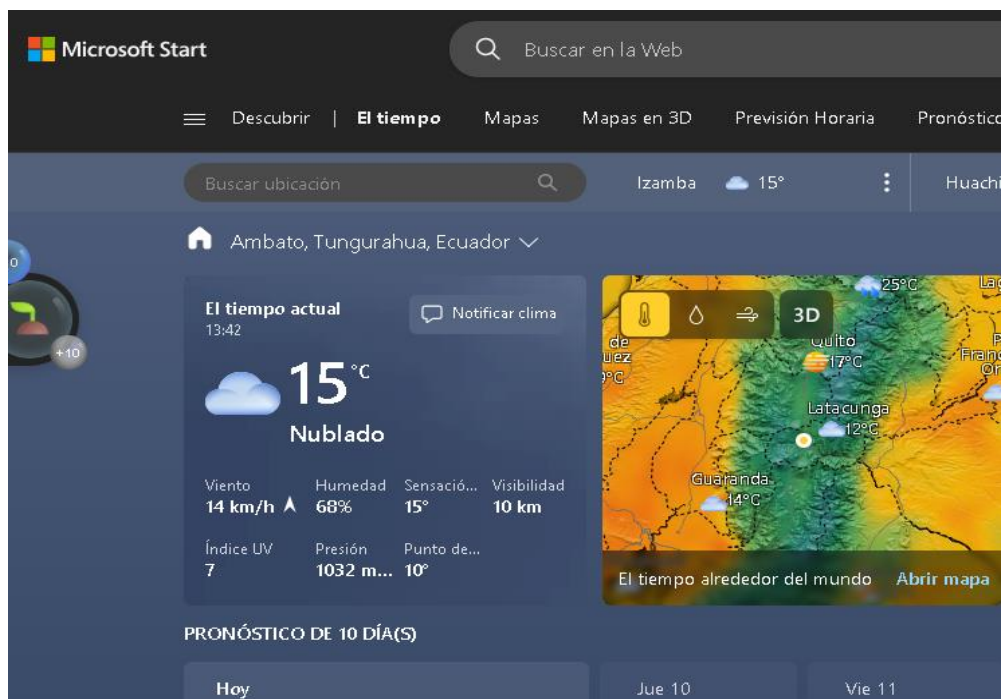 Microsoft Start
Buscar en la Web
Descubrir | El tiempo Mapas Mapas en 3D Previsión Horaria Pronóstico
Buscar ubicación
Izamba 15°
Huachi
Ambato, Tungurahua, Ecuador
El tiempo actual
13:42
Notificar clima
15 °C
Nublado
Viento Humedad Sensació... Visibilidad
14 km/h 68% 15° 10 km
Índice UV Presión Punto de...
7 1032 m... 10°
+10
3D
25°C
Quito
17°C
Latacunga
12°C
Guaranda
14°C
El tiempo alrededor del mundo Abrir mapa
PRONÓSTICO DE 10 DÍA(S)
Hoy Jue 10 Vie 11